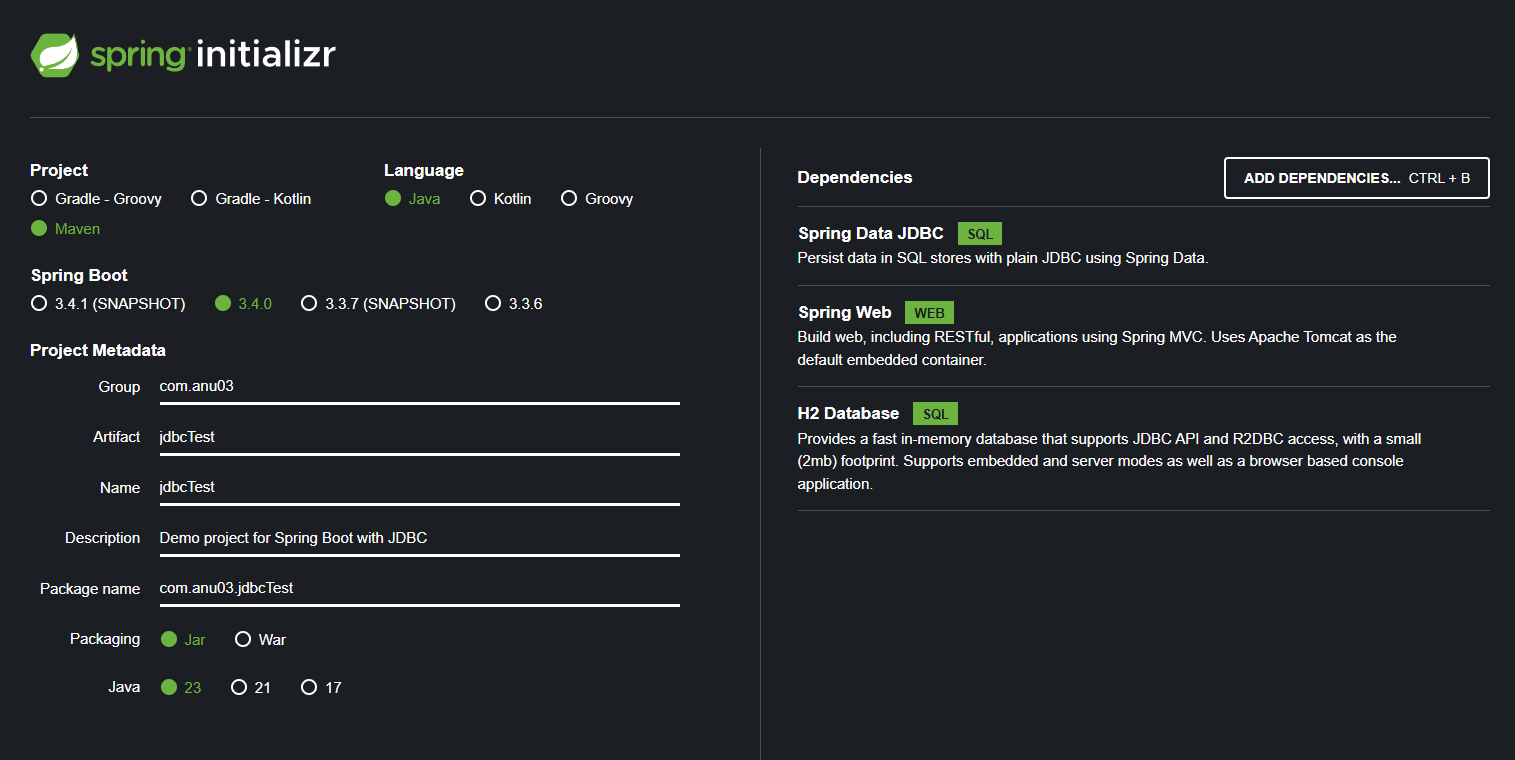 spring initializr
Project
Gradle - Groovy Gradle - Kotlin
Maven
Language
Java Kotlin Groovy
Spring Boot
3.4.1 (SNAPSHOT) 3.4.0 3.3.7 (SNAPSHOT) 3.3.6
Project Metadata
Group com.anu03
Artifact jdbcTest
Name jdbcTest
Description Demo project for Spring Boot with JDBC
Package name com.anu03.jdbcTest
Packaging Jar War
Java 23 21 17
Dependencies
ADD DEPENDENCIES... CTRL + B
Spring Data JDBC SQL
Persist data in SQL stores with plain JDBC using Spring Data.
Spring Web WEB
Build web, including RESTful, applications using Spring MVC. Uses Apache Tomcat as the
default embedded container.
H2 Database SQL
Provides a fast in-memory database that supports JDBC API and R2DBC access, with a small
(2mb) footprint. Supports embedded and server modes as well as a browser based console
application.